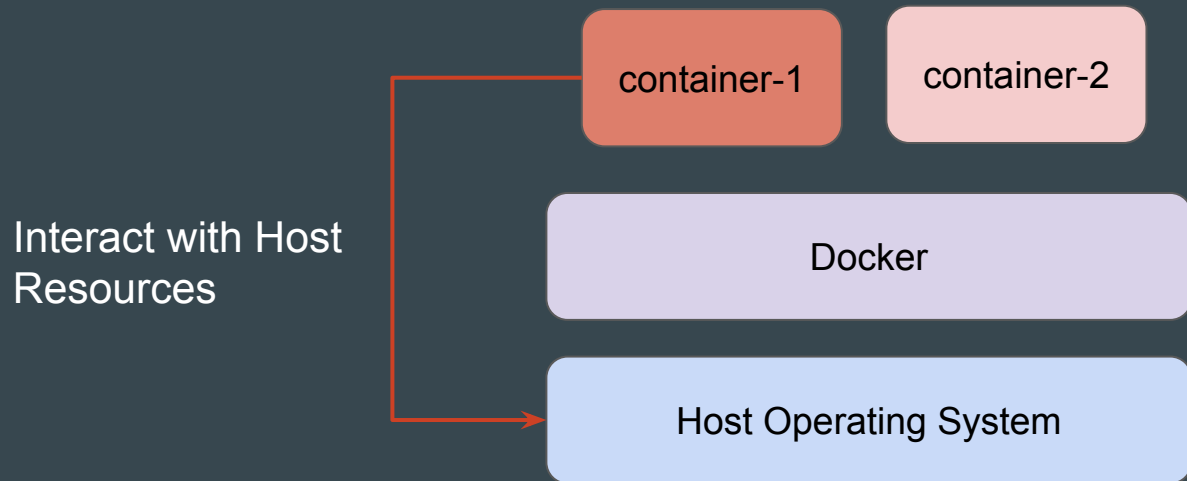 container-1
container-2
Interact with Host
Resources
Docker
Host Operating System